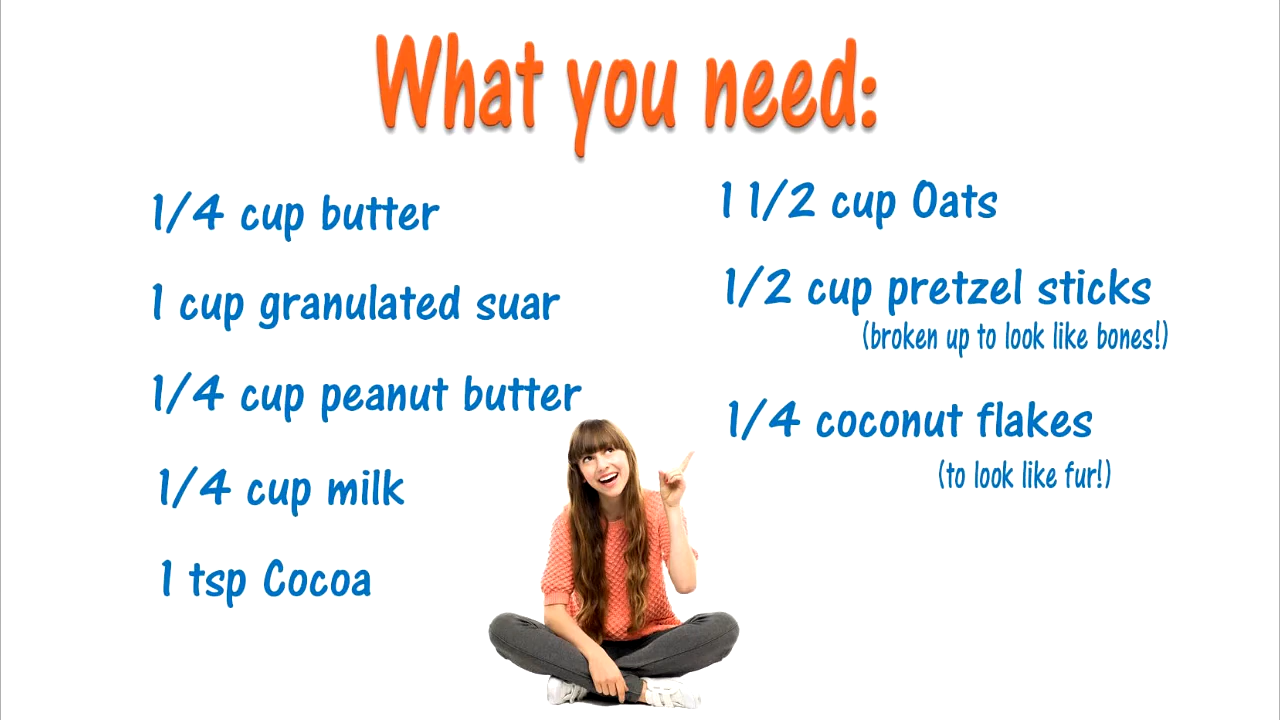 What you need:
1/4 cup butter
1 cup granulated suar
1/4 cup peanut butter
1/4 cup milk
1 tsp Cocoa
1 1/2 cup Oats
1/2 cup pretzel sticks
(broken up to look like bones!)
1/4 coconut flakes
(to look like fur!)